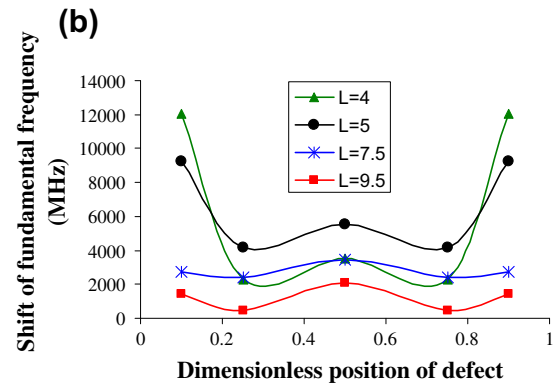 (b)
Shift of fundamental frequency
(MHz)
14000
12000
10000
8000
6000
4000
2000
0
L=4
L=5
L=7.5
L=9.5
0 0.2 0.4 0.6 0.8 1
Dimensionless position of defect